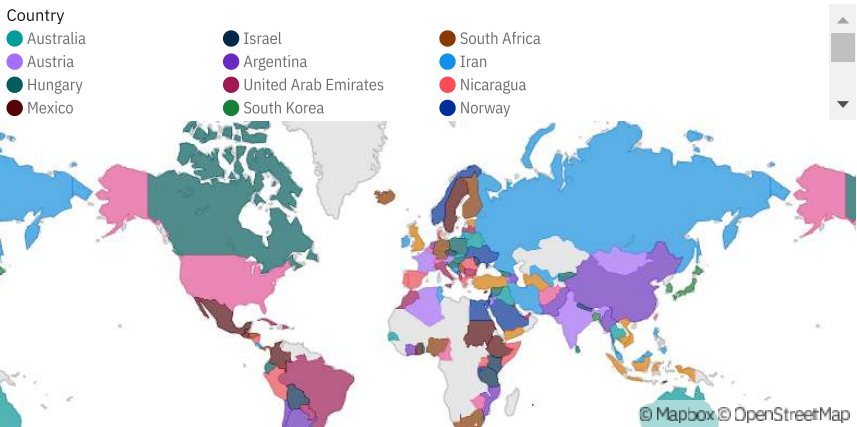 Country
Australia
Israel
South Africa
Austria
Argentina
Iran
Hungary
United Arab Emirates
Nicaragua
Mexico
South Korea
Norway
© Mapbox © OpenStreetMap